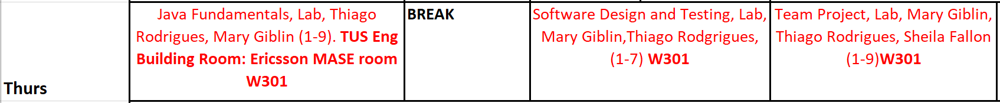 Java Fundamentals, Lab, Thiago
Rodrigues, Mary Giblin (1-9). TUS Eng
Building Room: Ericsson MASE room
W301
BREAK
Software Design and Testing, Lab,
Mary Giblin,Thiago Rodgrigues,
(1-7) W301
Team Project, Lab, Mary Giblin,
Thiago Rodrigues, Sheila Fallon
(1-9)W301
Thurs